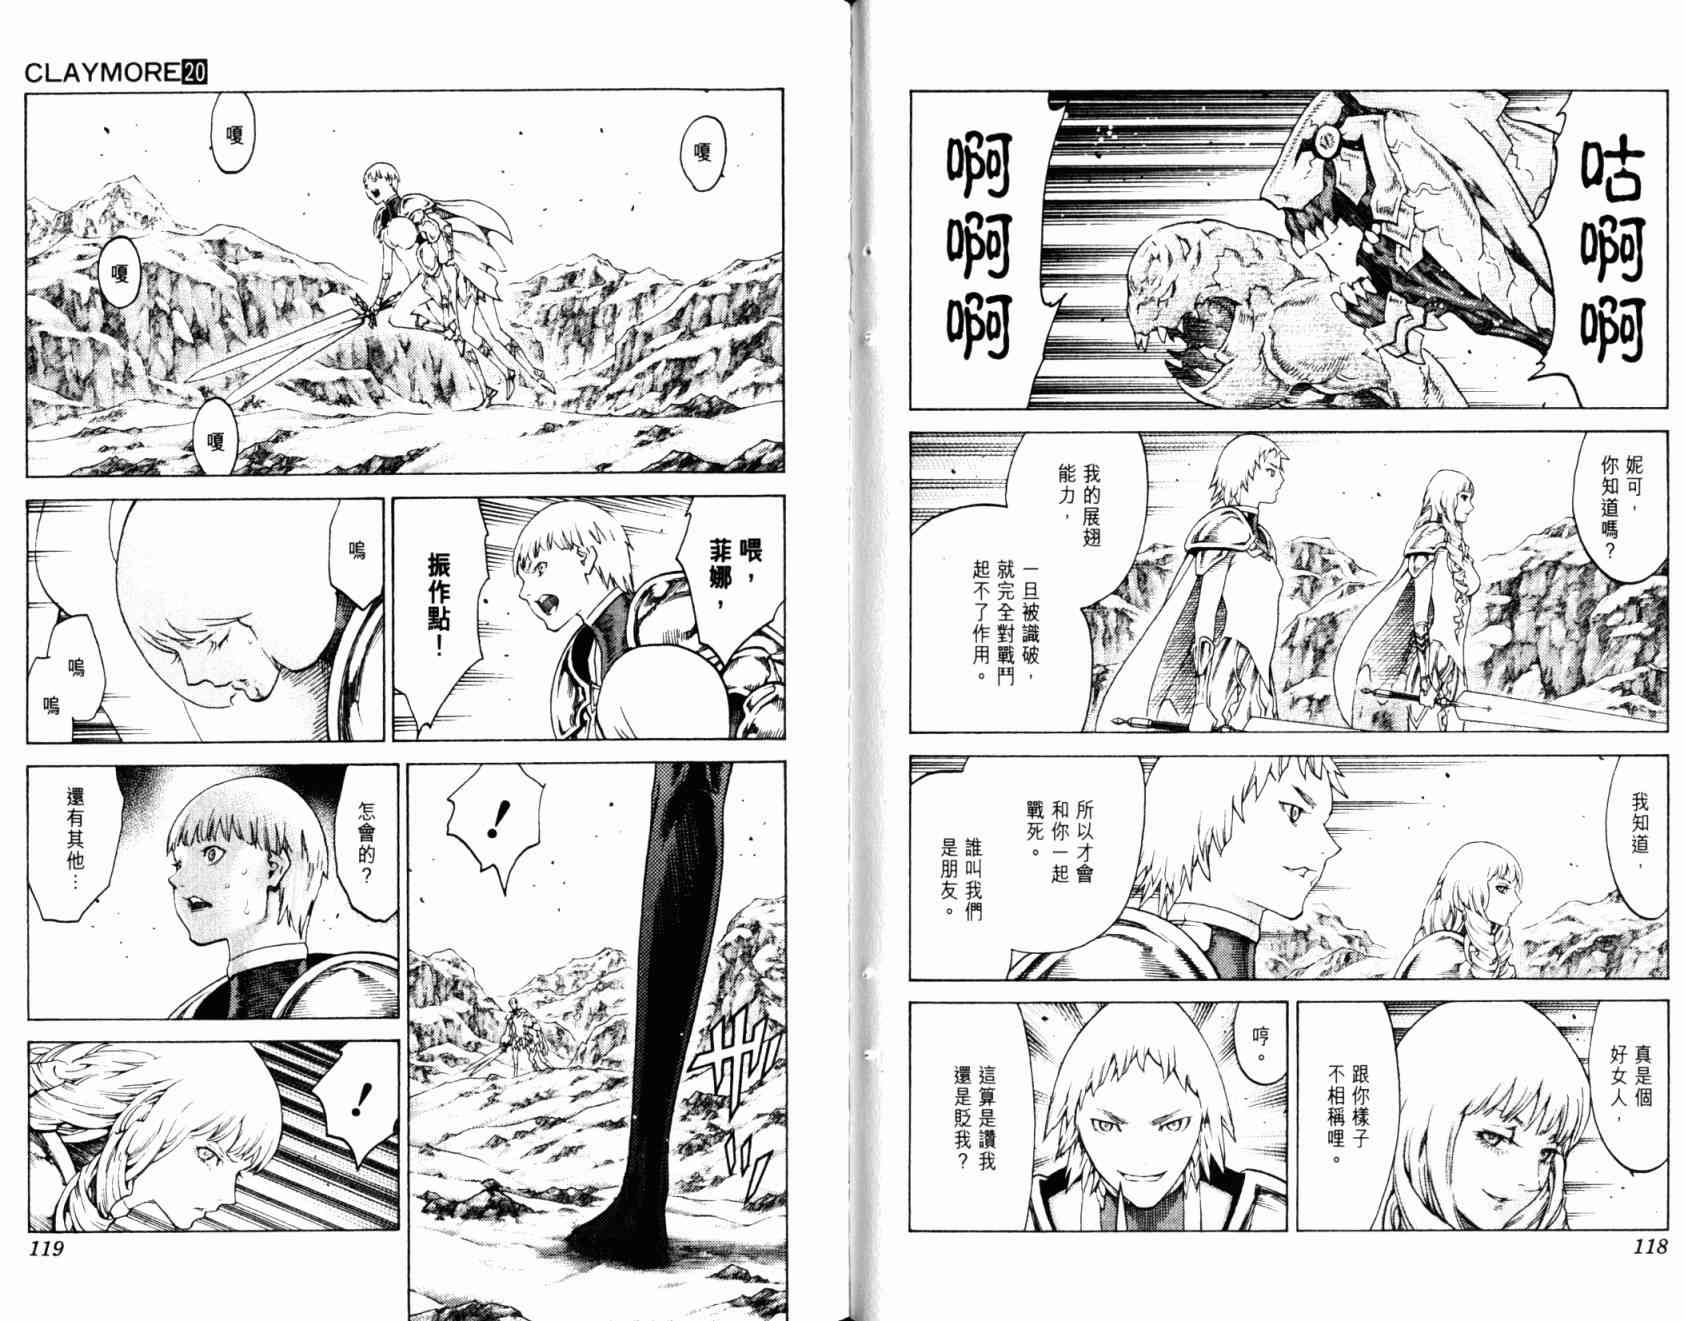 咕啊啊
啊啊啊
妮可，
你知道嗎？
我的展翅
能力，
一旦被識破，
就完全對戰鬥
起不了作用。
我知道，
所以才會
和你一起
戰死。
誰叫我們
是朋友。
真是個
好女人，
跟你樣子
不相稱哩。
哼。
這算是讚我
還是貶我？
118
CLAYMORE20
嗄
嗄
嗄
嗄
喂，
菲娜，
振作點！
嗚
嗚
嗚
！
怎會的？
還有其他…
！
119